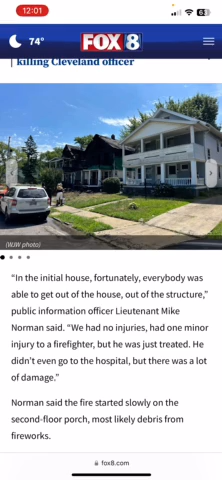 12:01
63
74°
FOX 8
| killing Cleveland officer
(WJW photo)
"In the initial house, fortunately, everybody was
able to get out of the house, out of the structure,"
public information officer Lieutenant Mike
Norman said. "We had no injuries, had one minor
injury to a firefighter, but he was just treated. He
didn't even go to the hospital, but there was a lot
of damage."
Norman said the fire started slowly on the
second-floor porch, most likely debris from
fireworks.
fox8.com